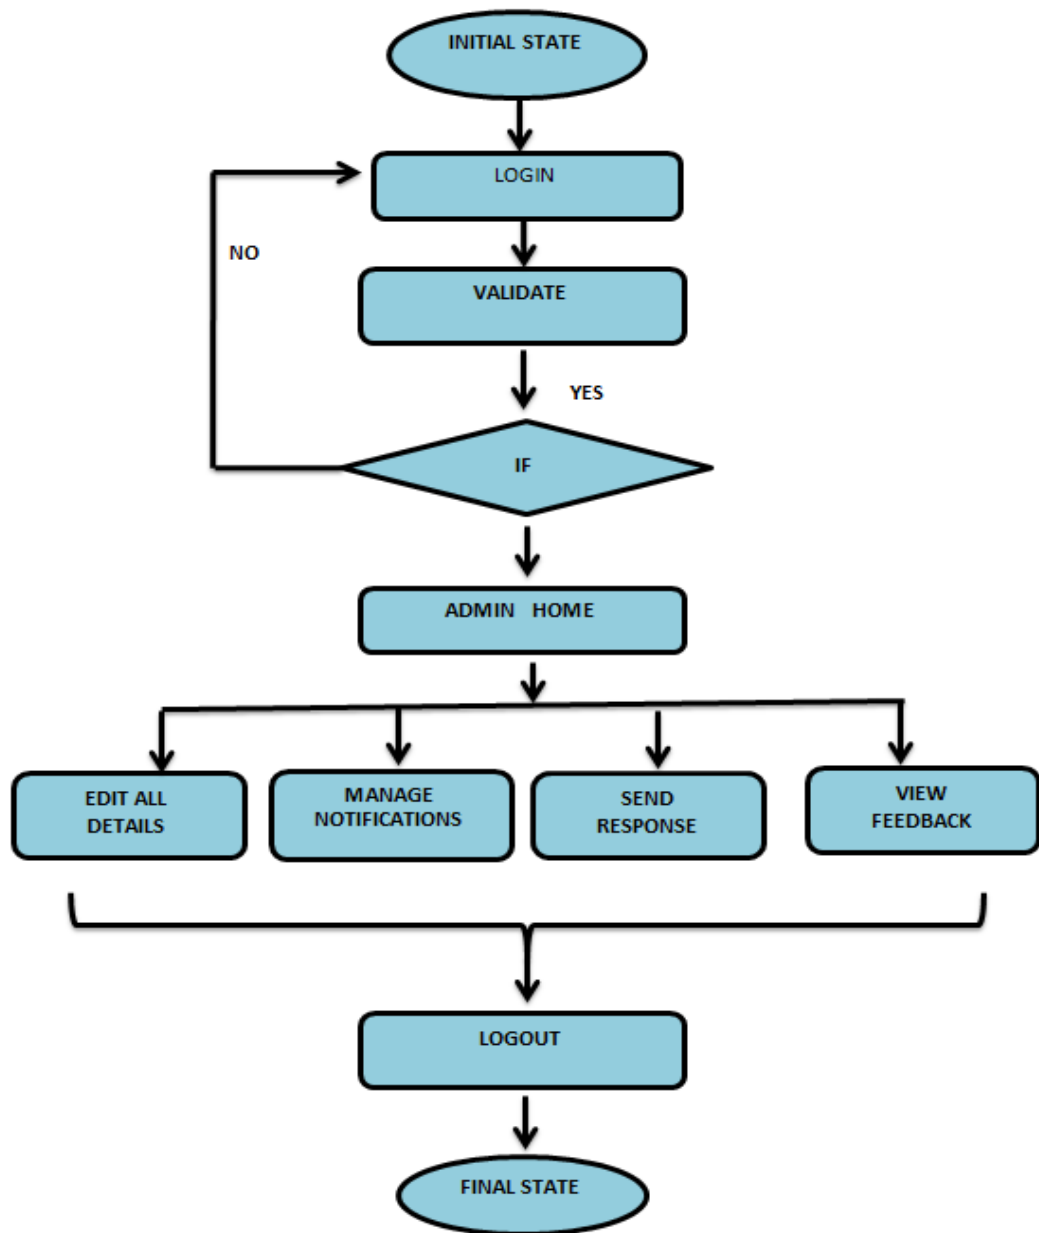 INITIAL STATE
LOGIN
NO
VALIDATE
YES
IF
ADMIN HOME
EDIT ALL
DETAILS
MANAGE
NOTIFICATIONS
SEND
RESPONSE
VIEW
FEEDBACK
LOGOUT
FINAL STATE